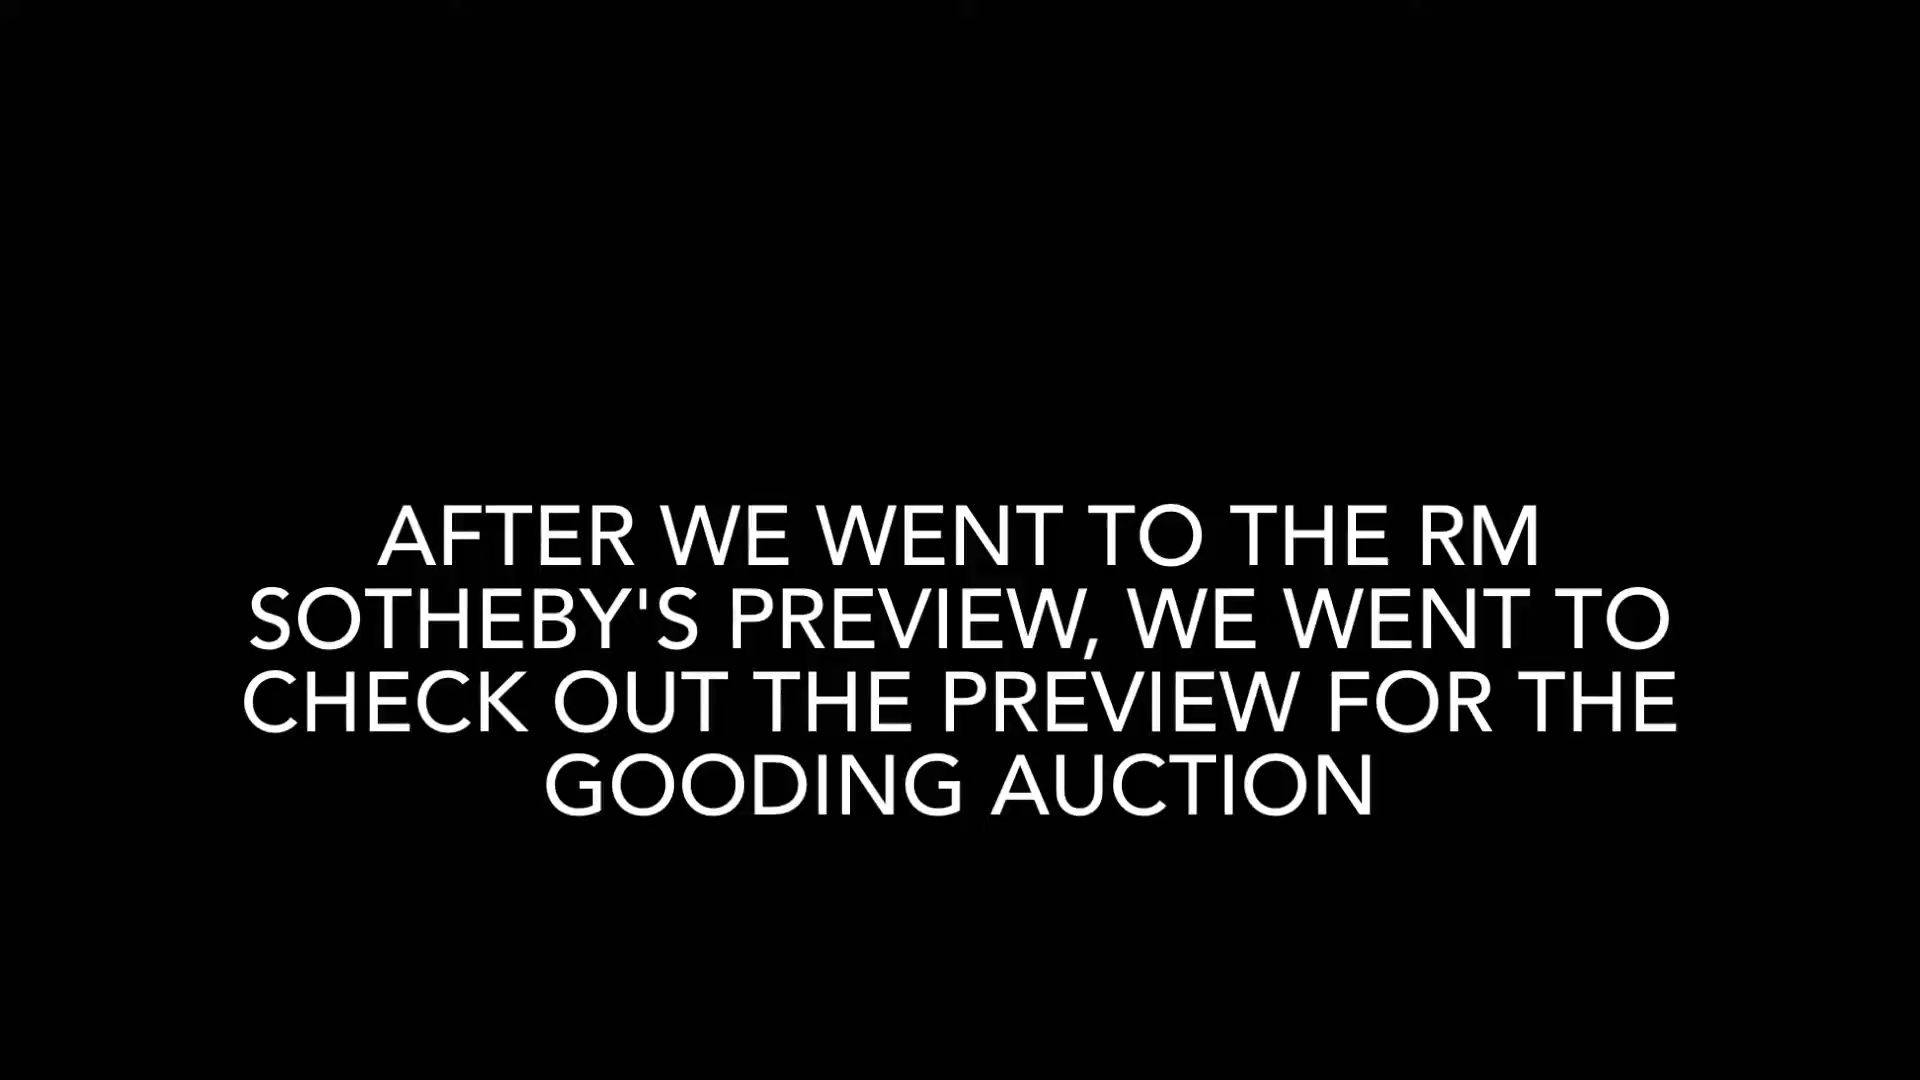 AFTER WE WENT TO THE RM
SOTHEBY'S PREVIEW, WE WENT TO
CHECK OUT THE PREVIEW FOR THE
GOODING AUCTION